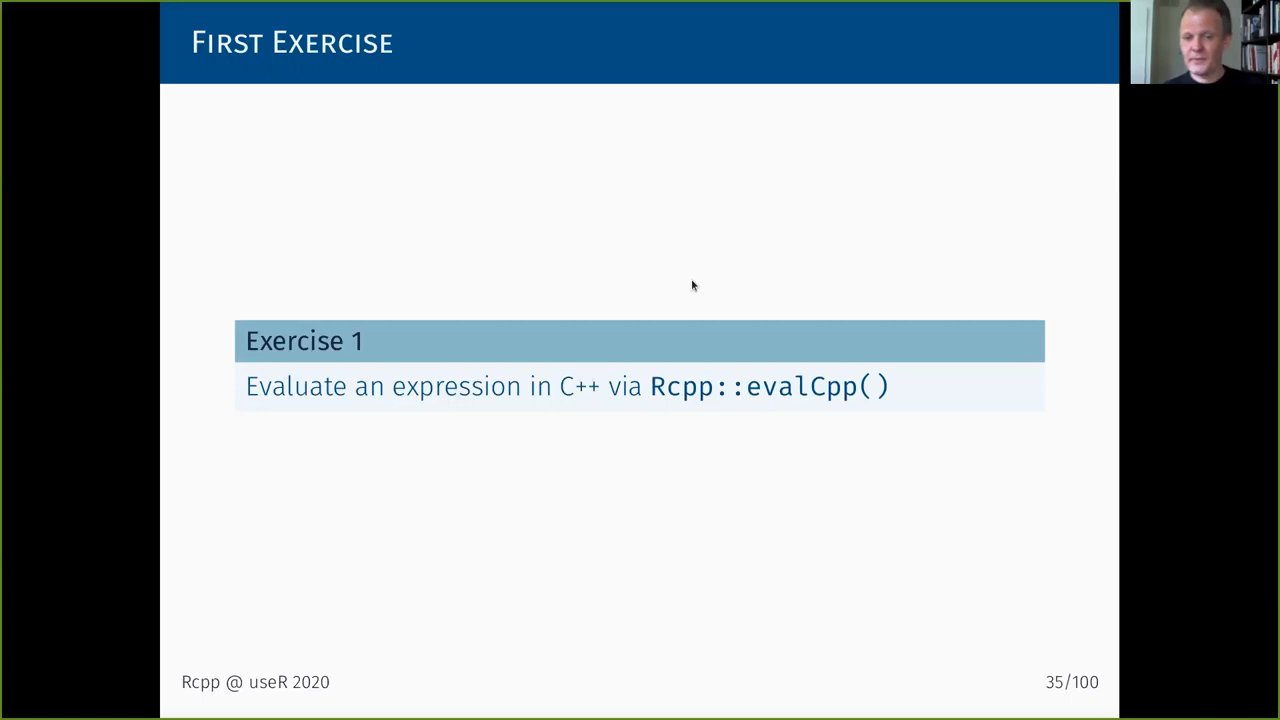 First Exercise
Exercise 1
Evaluate an expression in C++ via Rcpp::evalCpp()
Rcpp @ useR 2020
35/100